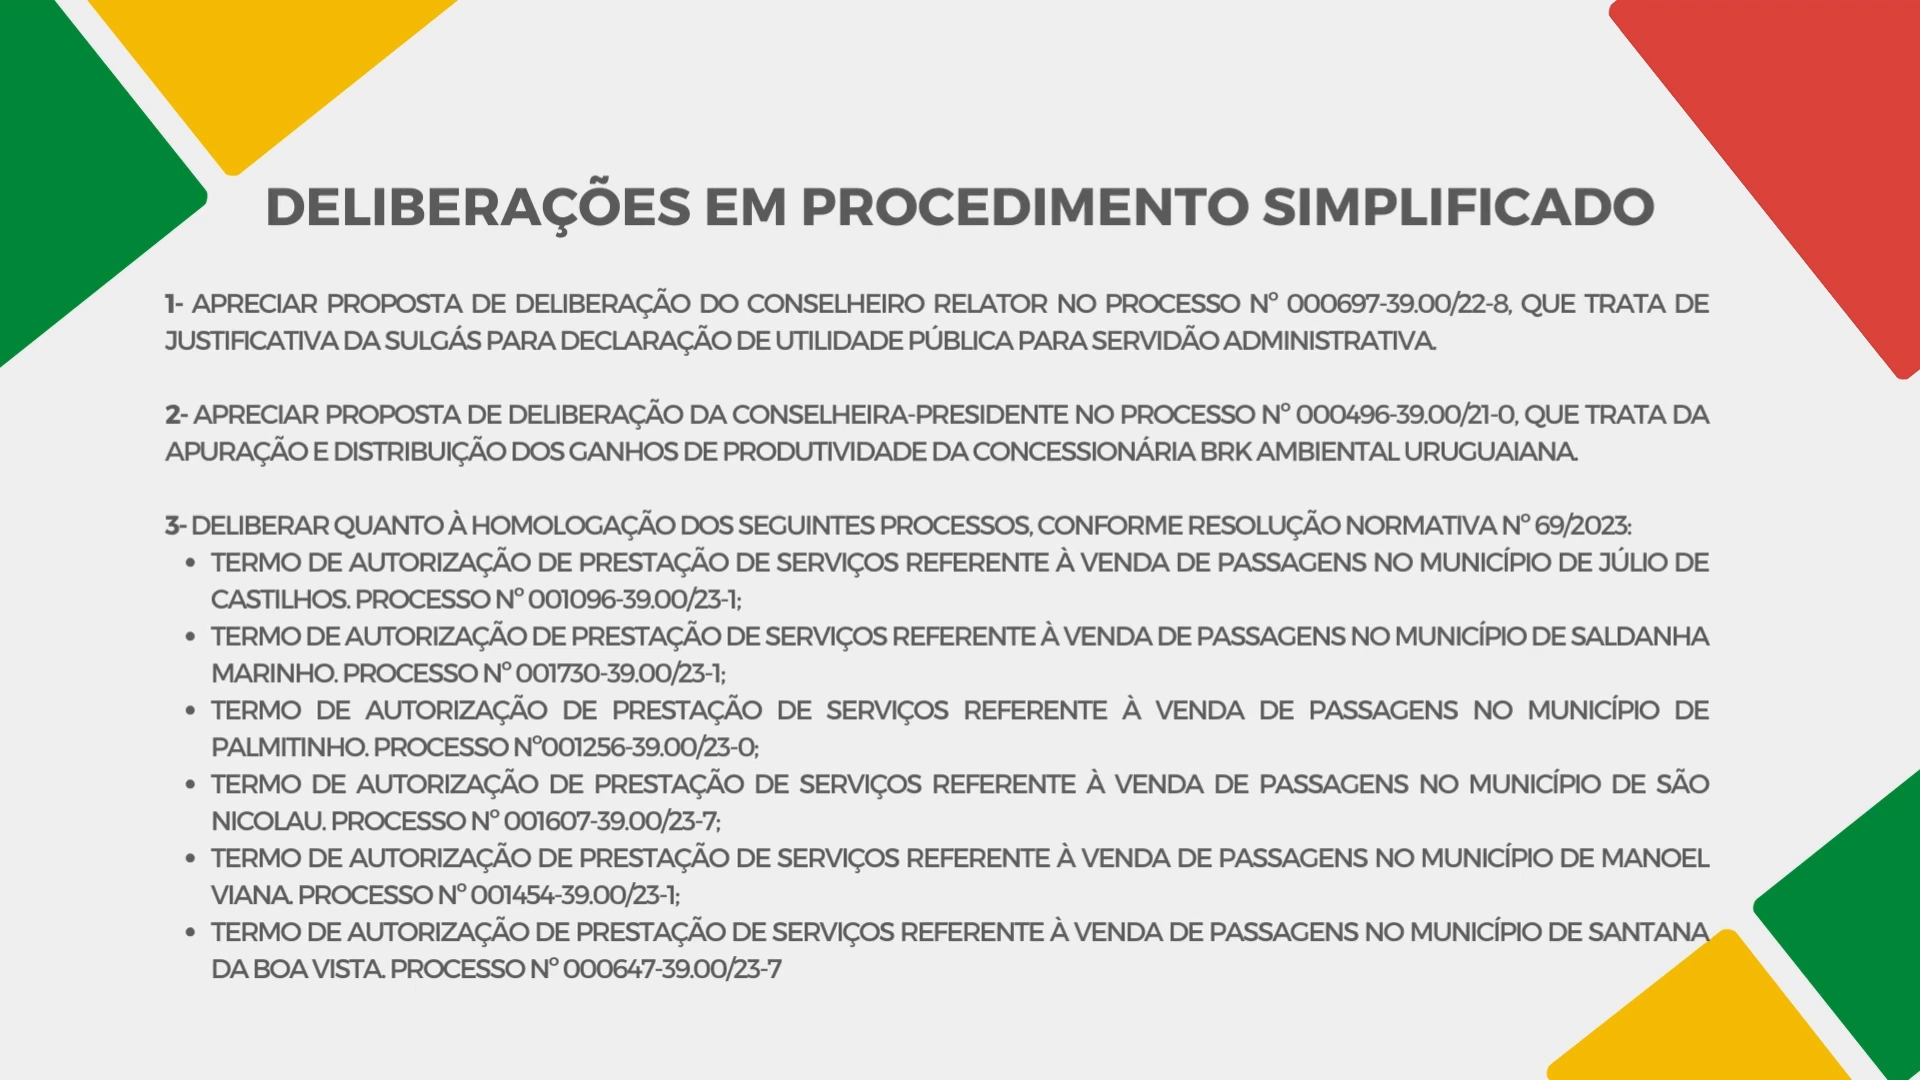 DELIBERAÇÕES EM PROCEDIMENTO SIMPLIFICADO
1- APRECIAR PROPOSTA DE DELIBERAÇÃO DO CONSELHEIRO RELATOR NO PROCESSO Nº 000697-39.00/22-8, QUE TRATA DE
JUSTIFICATIVA DA SULGÁS PARA DECLARAÇÃO DE UTILIDADE PÚBLICA PARA SERVIDÃO ADMINISTRATIVA.
2- APRECIAR PROPOSTA DE DELIBERAÇÃO DA CONSELHEIRA-PRESIDENTE NO PROCESSO Nº 000496-39.00/21-0, QUE TRATA DA
APURAÇÃO E DISTRIBUIÇÃO DOS GANHOS DE PRODUTIVIDADE DA CONCESSIONÁRIA BRK AMBIENTAL URUGUAIANA.
3- DELIBERAR QUANTO À HOMOLOGAÇÃO DOS SEGUINTES PROCESSOS, CONFORME RESOLUÇÃO NORMATIVA Nº 69/2023:
• TERMO DE AUTORIZAÇÃO DE PRESTAÇÃO DE SERVIÇOS REFERENTE À VENDA DE PASSAGENS NO MUNICÍPIO DE JÚLIO DE
CASTILHOS. PROCESSO Nº 001096-39.00/23-1;
• TERMO DE AUTORIZAÇÃO DE PRESTAÇÃO DE SERVIÇOS REFERENTE À VENDA DE PASSAGENS NO MUNICÍPIO DE SALDANHA
MARINHO. PROCESSO Nº 001730-39.00/23-1;
• TERMO DE AUTORIZAÇÃO DE PRESTAÇÃO DE SERVIÇOS REFERENTE À VENDA DE PASSAGENS NO MUNICÍPIO DE
PALMITINHO. PROCESSO Nº001256-39.00/23-0;
• TERMO DE AUTORIZAÇÃO DE PRESTAÇÃO DE SERVIÇOS REFERENTE À VENDA DE PASSAGENS NO MUNICÍPIO DE SÃO
NICOLAU. PROCESSO Nº 001607-39.00/23-7;
• TERMO DE AUTORIZAÇÃO DE PRESTAÇÃO DE SERVIÇOS REFERENTE À VENDA DE PASSAGENS NO MUNICÍPIO DE MANOEL
VIANA. PROCESSO Nº 001454-39.00/23-1;
• TERMO DE AUTORIZAÇÃO DE PRESTAÇÃO DE SERVIÇOS REFERENTE À VENDA DE PASSAGENS NO MUNICÍPIO DE SANTANA
DA BOA VISTA. PROCESSO Nº 000647-39.00/23-7